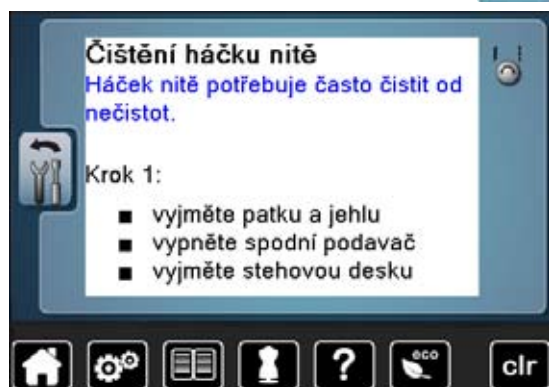 Čištění háčku nitě
Háček nitě potřebuje často čistit od
nečistot.
Krok 1:
■ vyjměte patku a jehlu
■ vypněte spodní podavač
■ vyjměte stehovou desku
? eco clr